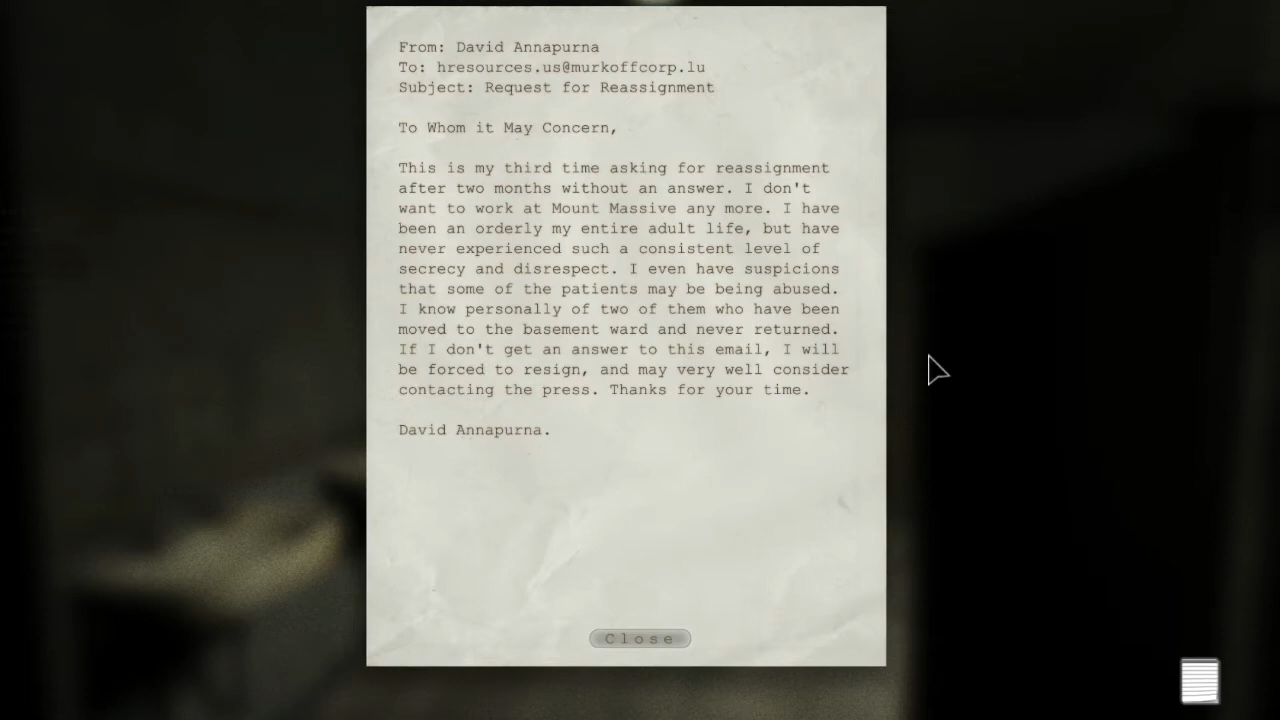 From: David Annapurna
To: hresources.us@murkoffcorp.lu
Subject: Request for Reassignment
To Whom it May Concern,
This is my third time asking for reassignment
after two months without an answer. I don't
want to work at Mount Massive any more. I have
been an orderly my entire adult life, but have
never experienced such a consistent level of
secrecy and disrespect. I even have suspicions
that some of the patients may be being abused.
I know personally of two of them who have been
moved to the basement ward and never returned.
If I don't get an answer to this email, I will
be forced to resign, and may very well consider
contacting the press. Thanks for your time.
David Annapurna.
Close